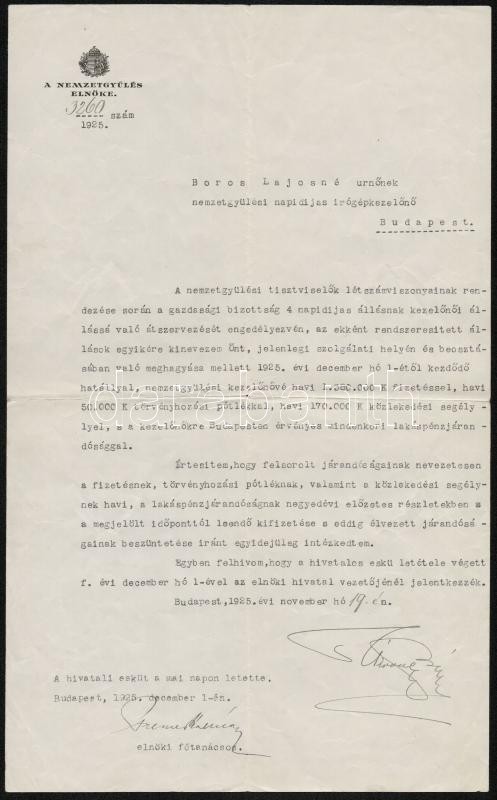 A NEMZETGYÜLÉS
ELNÖKE.
3260 szám
1925.
Boros Lajosné urnőnek
nemzetgyülési napidijas irógépkezelőnő
Budapest.
A nemzetgyülési tisztviselők létszámviszonyainak ren-
dezése során a gazdasági bizottság 4 napidijas állásnak kezelőnői ál-
lássá való átszervezését engedélyezvén, az ekként rendszeresitett ál-
lások egyikére kinevezem Önt, jelenlegi szolgálati helyén és beosztá-
sában való meghagyása mellett 1925. évi december hó 1-étől kezdődő
hatállyal, nemzetgyülési kezelőnővé havi 000 K fizetéssel, havi
50.000 K törvényhozási pótlékkal, havi 170.000 K közlekedési segély-
lyel, s a kezelőnőkre Budapesten érvényes mindenkori lakáspénzjáran-
dósággal.
Értesitem, hogy felsorolt járandóságainak nevezetesen
a fizetésnek, törvényhozási pótléknak, valamint a közlekedési segély-
nek havi, a lakáspénzjárandóságnak negyedévi előzetes részletekben s
a megjelölt időponttól leendő kifizetése s eddig élvezett járandósá-
gainak beszüntetése iránt egyidejüleg intézkedtem.
Egyben felhivom, hogy a hivatalos eskü letétele végett
f. évi december hó 1-ével az elnöki hivatal vezetőjénél jelentkezzék.
Budapest, 1925. évi november hó 19-én.
A hivatali esküt a mai napon letette.
Budapest, 1925. december 1-én.
elnöki főtanácsos.
darabanth